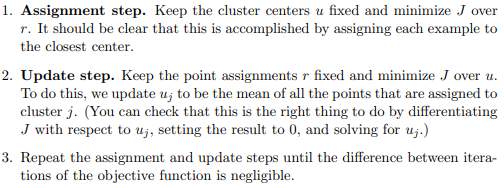 1. Assignment step. Keep the cluster centers u fixed and minimize J over
r. It should be clear that this is accomplished by assigning each example to
the closest center.
2. Update step. Keep the point assignments r fixed and minimize J over u.
To do this, we update u_j to be the mean of all the points that are assigned to
cluster j. (You can check that this is the right thing to do by differentiating
J with respect to u_j, setting the result to 0, and solving for u_j.)
3. Repeat the assignment and update steps until the difference between itera-
tions of the objective function is negligible.